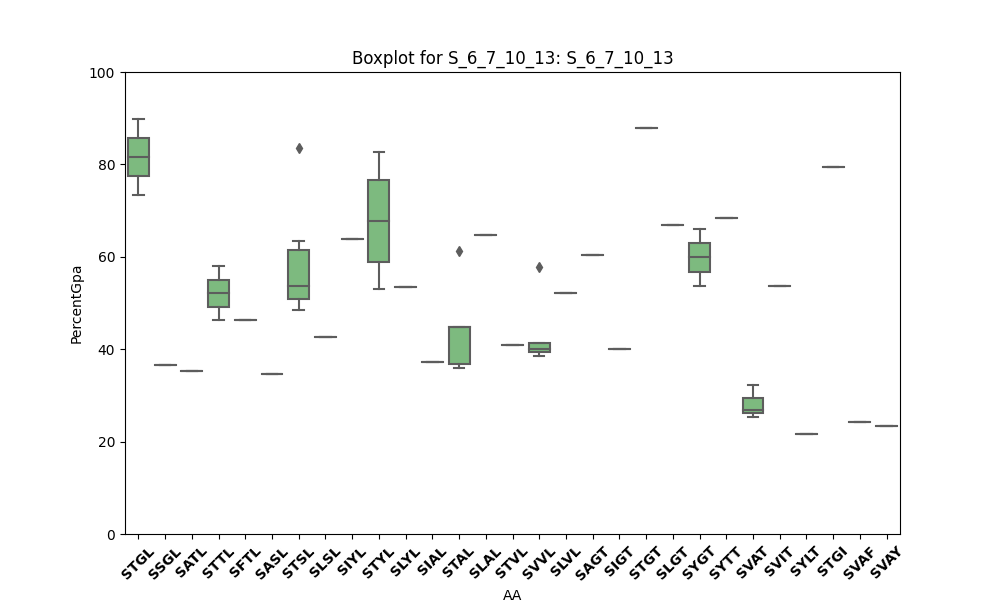 Boxplot for S_6_7_10_13: S_6_7_10_13
PercentGpa
100
80
60
40
20
0
STGL SSGL SATL STTL SFTL SASL STSL SLSL SIYL STYL SLYL SIAL STAL SLAL STVL SVVL SLVL SAGT SIGT STGT SLGT SYGT SYTT SVAT SVIT SYLT STGI SVAF SVAY
AA